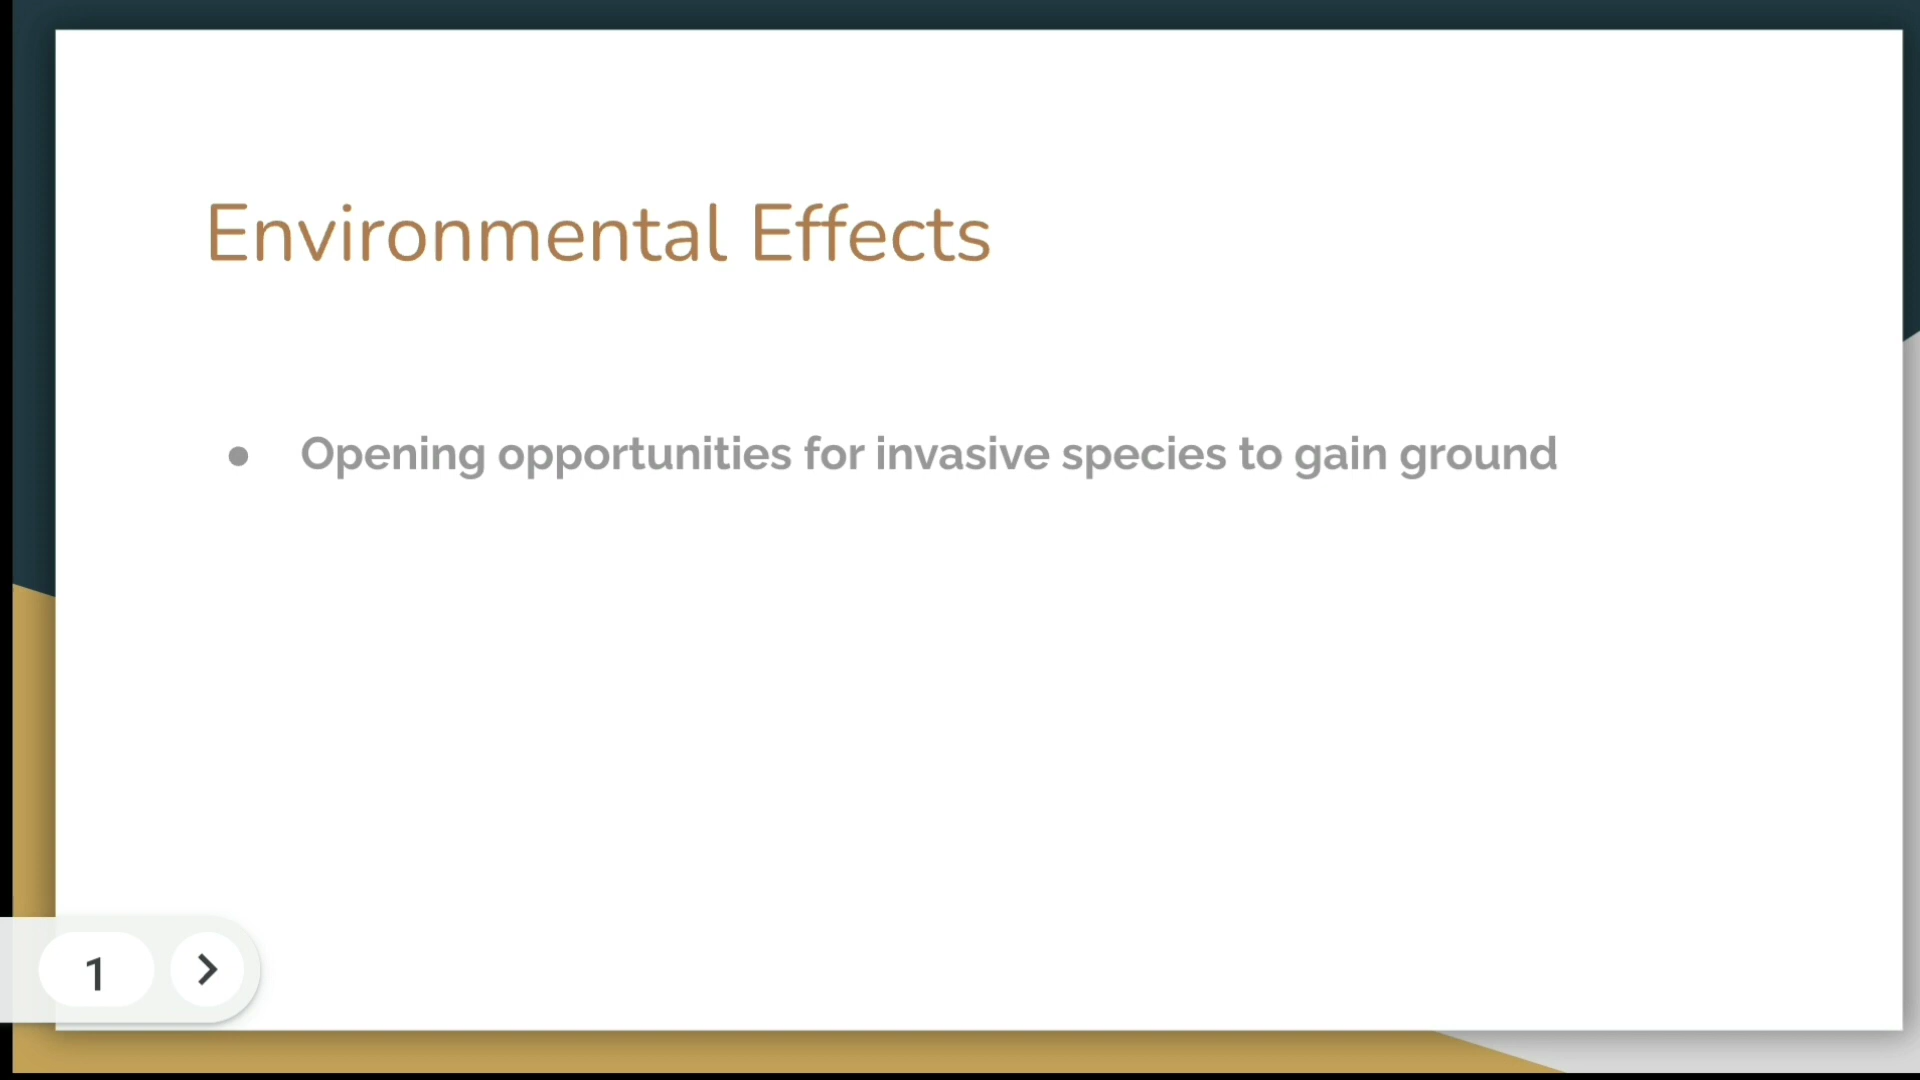 Environmental Effects
● Opening opportunities for invasive species to gain ground
1